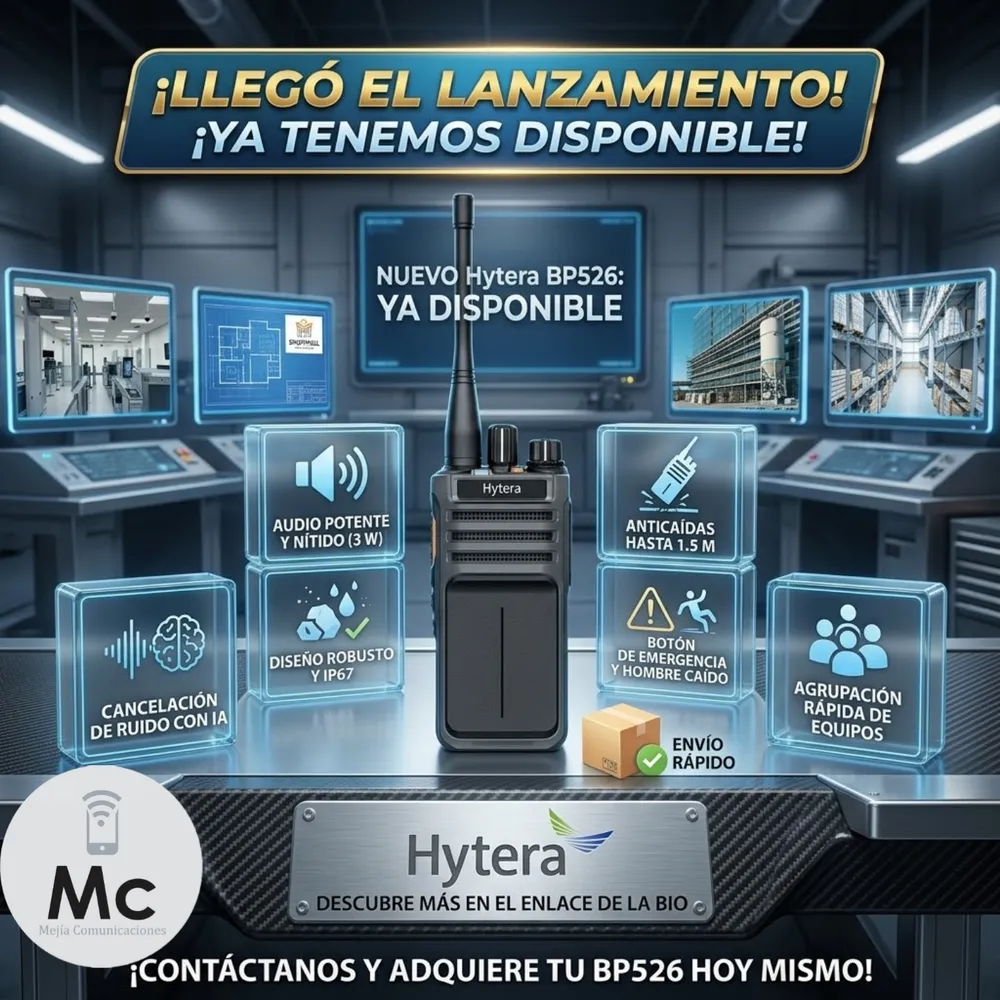 ¡LLEGÓ EL LANZAMIENTO!
¡YA TENEMOS DISPONIBLE!
NUEVO Hytera BP526:
YA DISPONIBLE
AUDIO POTENTE
Y NÍTIDO (3 W)
ANTICAÍDAS
HASTA 1.5 M
Hytera
CANCELACIÓN
DE RUIDO CON IA
DISEÑO ROBUSTO
Y IP67
BOTÓN
DE EMERGENCIA
Y HOMBRE CAÍDO
AGRUPACIÓN
RÁPIDA DE
EQUIPOS
ENVÍO
RÁPIDO
Hytera
DESCUBRE MÁS EN EL ENLACE DE LA BIO
Mc
Mejía Comunicaciones
¡CONTÁCTANOS Y ADQUIERE TU BP526 HOY MISMO!